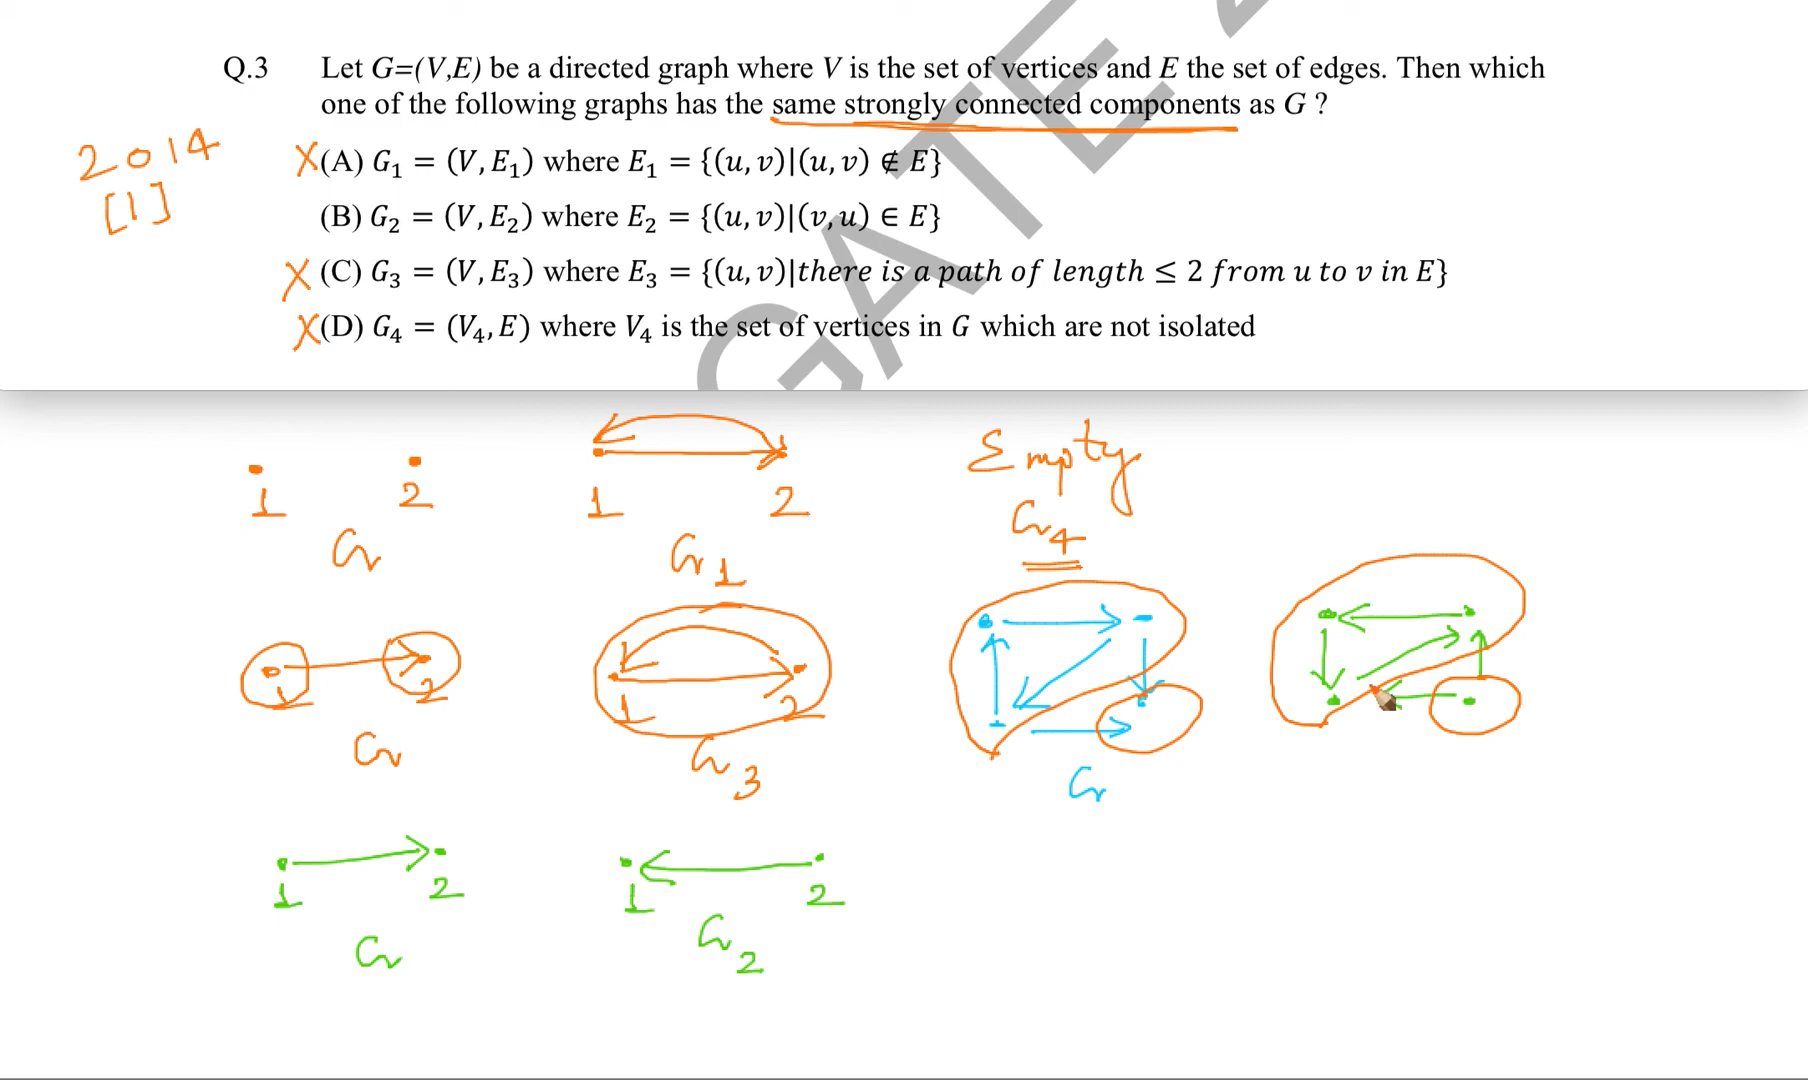 Q.3 Let G=(V,E) be a directed graph where V is the set of vertices and E the set of edges. Then which
one of the following graphs has the same strongly connected components as G ?
2014
[1]
X(A) G₁ = (V, E₁) where E₁ = {(u, v)|(u, v) ∉ E}
(B) G₂ = (V, E₂) where E₂ = {(u, v)|(v, u) ∈ E}
X (C) G₃ = (V, E₃) where E₃ = {(u, v)|there is a path of length ≤ 2 from u to v in E}
X(D) G₄ = (V₄, E) where V₄ is the set of vertices in G which are not isolated
GATE 2
1 2 1 2 Empty
G G₁ G₄
1 2 1 2
G G₃ G
1 2 1 2
G G₂